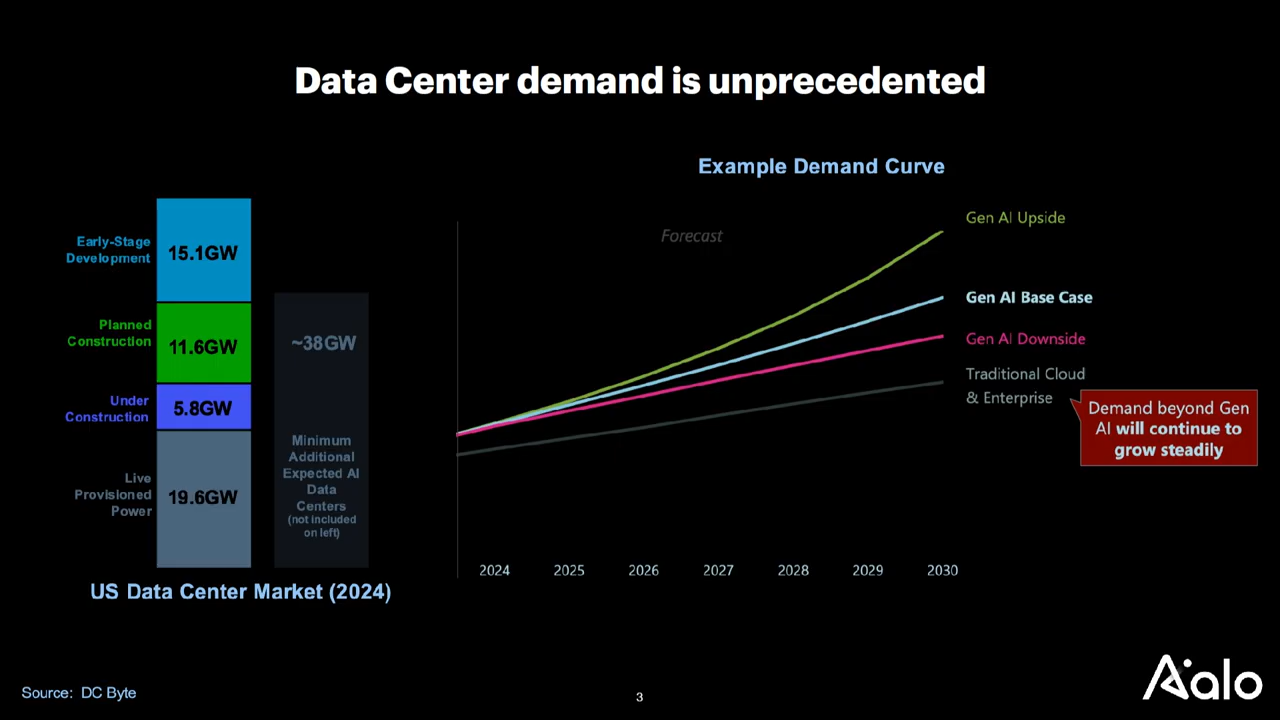 Data Center demand is unprecedented
Early-Stage
Development
15.1GW
Planned
Construction
11.6GW
Under
Construction
5.8GW
Live
Provisioned
Power
19.6GW
~38GW
Minimum
Additional
Expected AI
Data
Centers
(not included
on left)
US Data Center Market (2024)
Example Demand Curve
Forecast
Gen AI Upside
Gen AI Base Case
Gen AI Downside
Traditional Cloud
& Enterprise
Demand beyond Gen
AI will continue to
grow steadily
2024
2025
2026
2027
2028
2029
2030
Source: DC Byte
3
Aalo